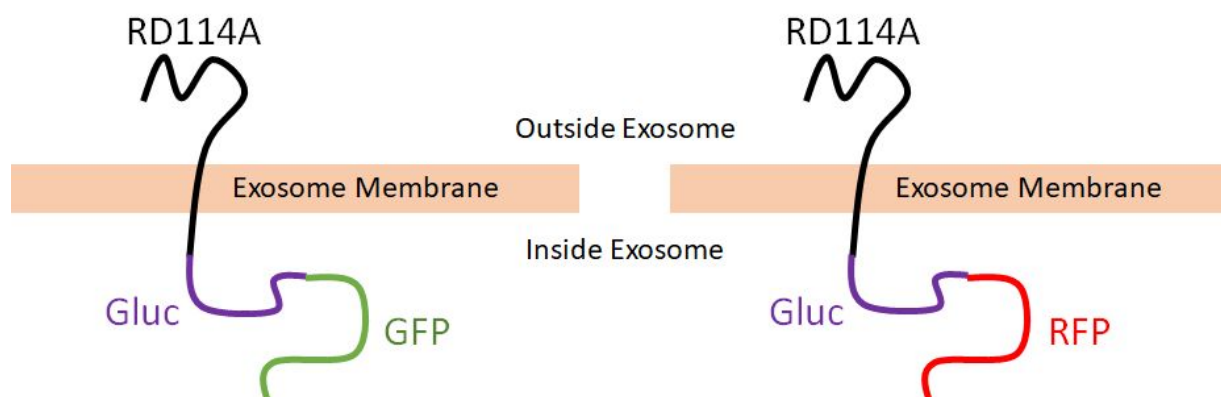 RD114A
RD114A
Outside Exosome
Exosome Membrane
Exosome Membrane
Inside Exosome
Gluc
GFP
Gluc
RFP